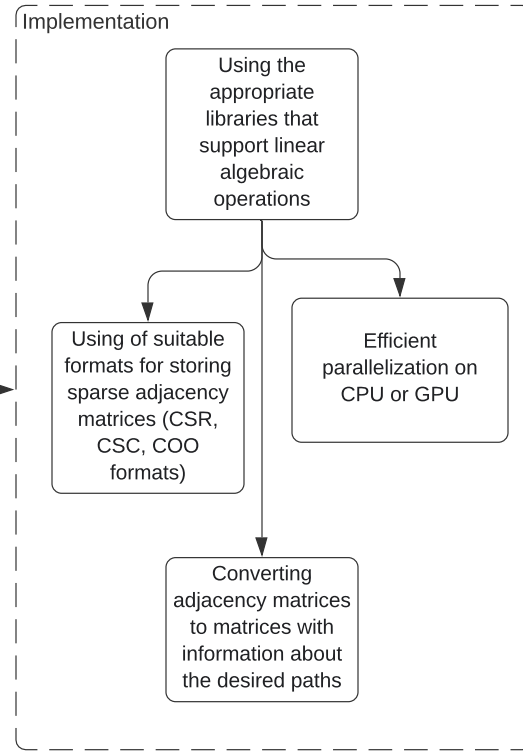 Implementation
Using the
appropriate
libraries that
support linear
algebraic
operations
Using of suitable
formats for storing
sparse adjacency
matrices (CSR,
CSC, COO
formats)
Efficient
parallelization on
CPU or GPU
Converting
adjacency matrices
to matrices with
information about
the desired paths